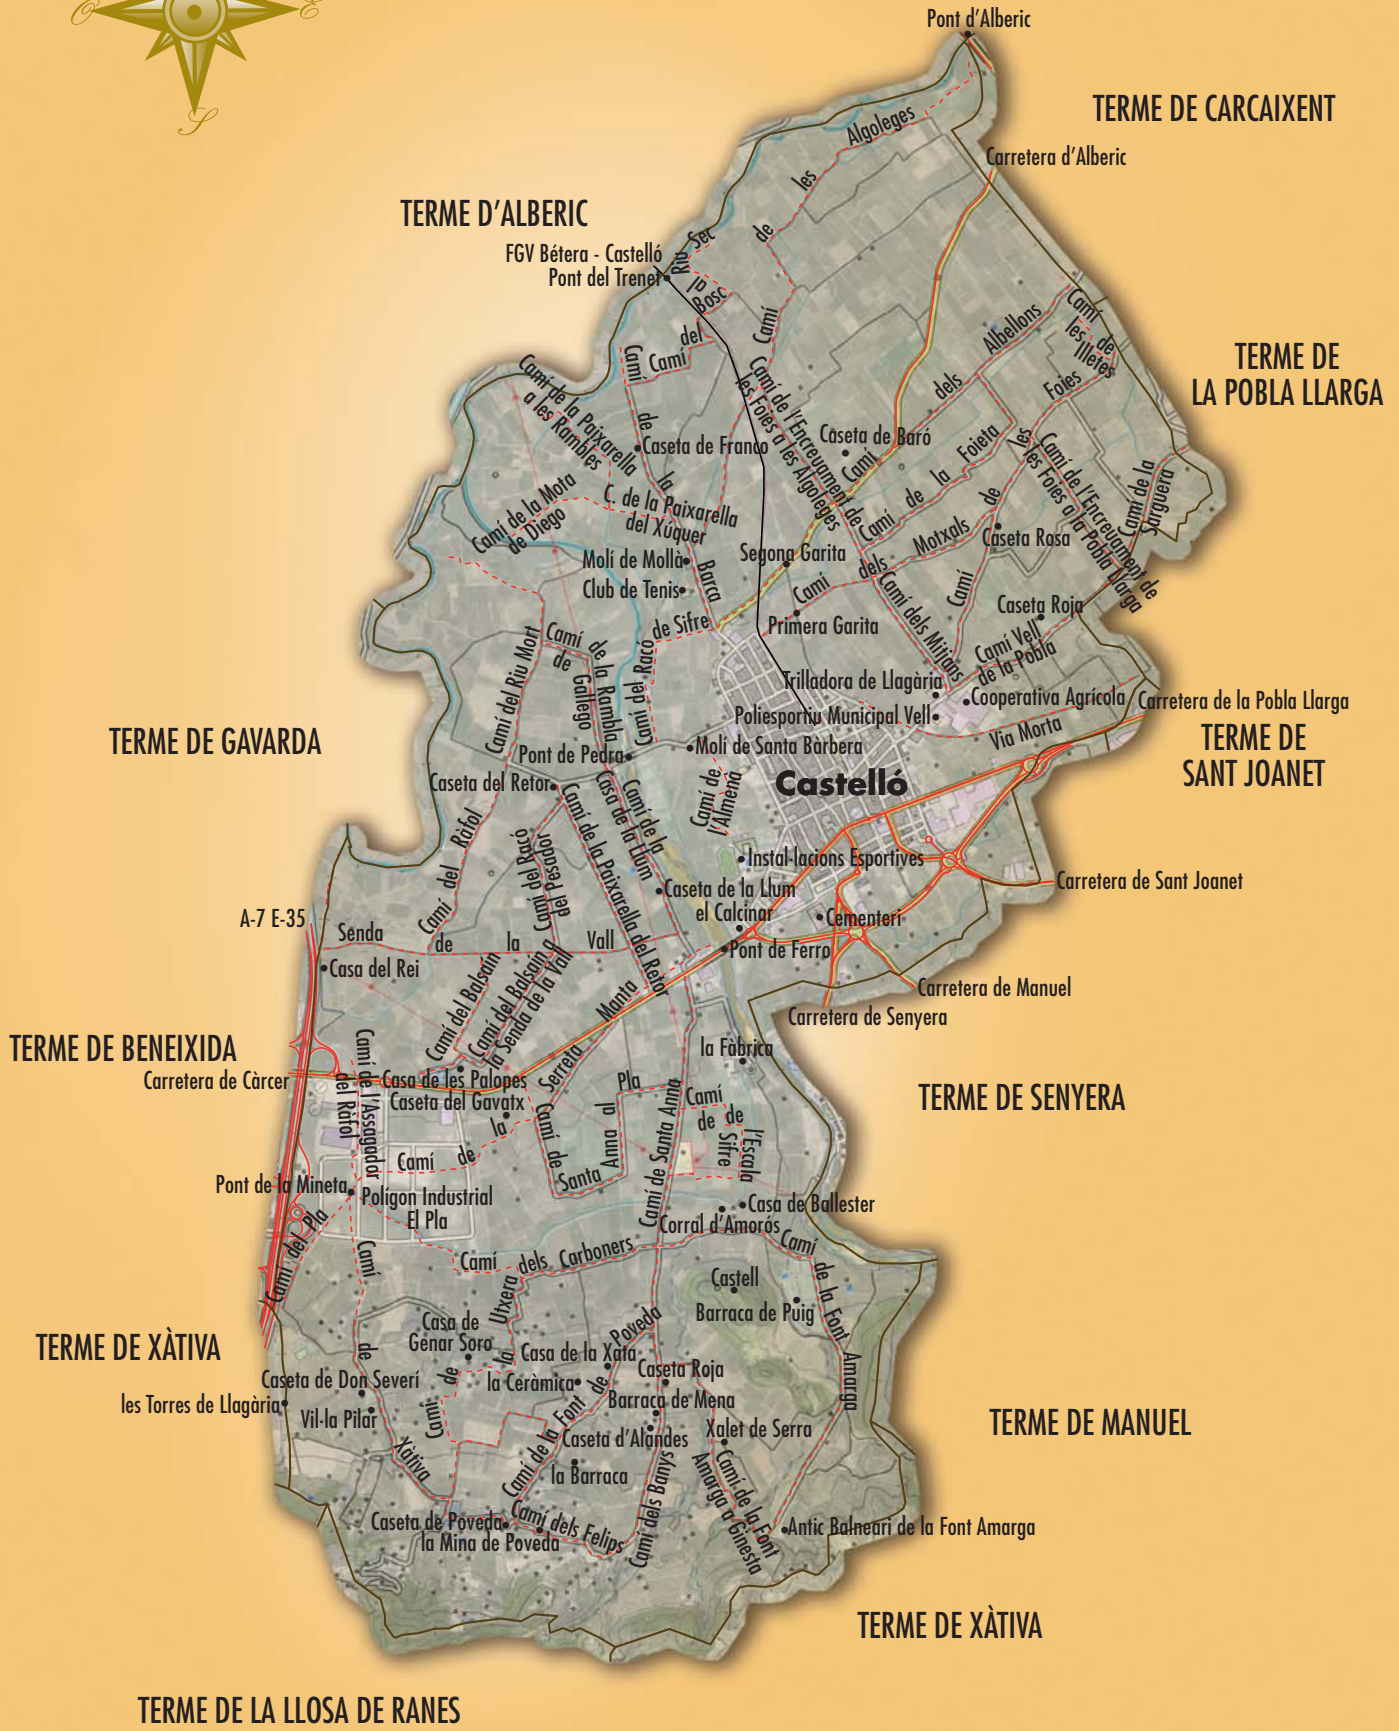 O
E
S
Pont d'Alberic
TERME DE CARCAIXENT
Carretera d'Alberic
Camí de les Algoleges
TERME D'ALBERIC
FGV Bétera - Castelló
Pont del Trenet
Riu Sec
al Bosc
Camí del
TERME DE
LA POBLA LLARGA
Camí de
les Illetes
Camí dels Albellons
Camí de la Paixarella
a les Rambles
Camí de la Barca
Caseta de Franco
Camí de l'Encreuament de
les Foies a les Algoleges
Caseta de Baró
Camí de la Foieta
Camí de les Foies
Camí de l'Encreuament de
les Foies a la Pobla Llarga
Camí de la
Sarguera
Camí de la Mota
de Diego
C. de la Paixarella
del Xúquer
Molí de Mollà
Club de Tenis
Segona Garita
Camí dels Motxals
Caseta Rosa
Primera Garita
Camí dels Mitjans
Caseta Roja
Camí Vell
de la Pobla
Camí del Racó de Sifre
Camí de Gallego
de la Rambla
Camí del Riu Mort
Trilladora de Llagària
Cooperativa Agrícola
Carretera de la Pobla Llarga
Poliesportiu Municipal Vell
Via Morta
TERME DE
SANT JOANET
TERME DE GAVARDA
Pont de Pedra
Molí de Santa Bàrbera
Castelló
Caseta del Retor
Camí de
l'Almena
Camí de la
Casa de la Llum
Camí de la Paixarella del Retor
Camí del Racó
del Pesador
Camí del Ràfol
Instal·lacions Esportives
Carretera de Sant Joanet
Caseta de la Llum
el Calcinar
Cementeri
A-7 E-35
Senda de la Vall
Pont de Ferro
Casa del Rei
Camí del Balsain
Camí del Balsain a
la Senda de la Vall
Carretera de Manuel
Carretera de Senyera
TERME DE BENEIXIDA
Carretera de Càrcer
la Fàbrica
TERME DE SENYERA
Camí de l'Assagador
del Ràfol
Casa de les Palopes
Caseta del Gavatx
Camí de la Serreta Manta
Camí de Santa Anna al Pla
Camí de Santa Anna
Camí de Sifre
de l'Escala
Pont de la Mineta
Polígon Industrial
El Pla
Casa de Ballester
Corral d'Amorós
Camí del Pla
Camí dels Carboners
Camí de la Font Amarga
Castell
Barraca de Puig
Casa de
Genar Soro
Camí de la Utxera
TERME DE XÀTIVA
Casa de la Xata
Caseta Roja
Caseta de Don Severí
la Ceràmica
les Torres de Llagària
Vil·la Pilar
Barraca de Mena
Camí de Xàtiva
Camí de la Font de Poveda
Caseta d'Alandes
Xalet de Serra
TERME DE MANUEL
la Barraca
Camí dels Banys
Camí de la Font
Amarga a Ginesta
Caseta de Poveda
la Mina de Poveda
Camí dels Felips
Antic Balneari de la Font Amarga
TERME DE XÀTIVA
TERME DE LA LLOSA DE RANES